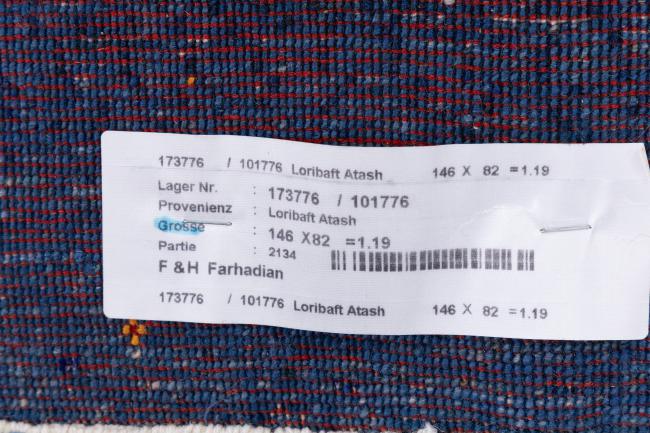 173776 / 101776 Loribaft Atash 146 X 82 =1.19
Lager Nr. : 173776 / 101776
Provenienz : Loribaft Atash
Grosse : 146 X82 =1.19
Partie : 2134
F &H Farhadian
173776 / 101776 Loribaft Atash 146 X 82 =1.19